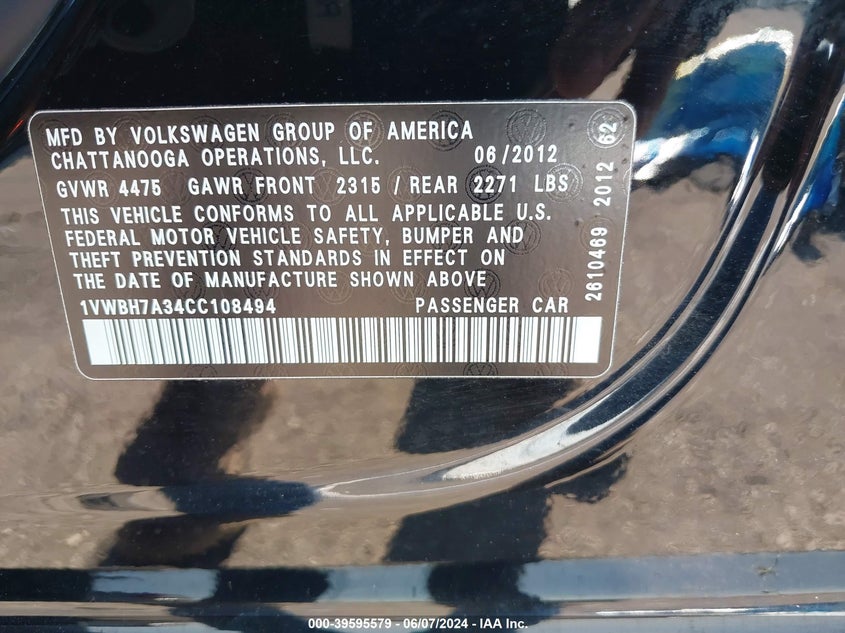 MFD BY VOLKSWAGEN GROUP OF AMERICA
CHATTANOOGA OPERATIONS, LLC. 06/2012
GVWR 4475 GAWR FRONT 2315 / REAR 2271 LBS
THIS VEHICLE CONFORMS TO ALL APPLICABLE U.S.
FEDERAL MOTOR VEHICLE SAFETY, BUMPER AND
THEFT PREVENTION STANDARDS IN EFFECT ON
THE DATE OF MANUFACTURE SHOWN ABOVE
1VWBH7A34CC108494 PASSENGER CAR
2610469 2012 62
000-39595579 - 06/07/2024 - IAA Inc.